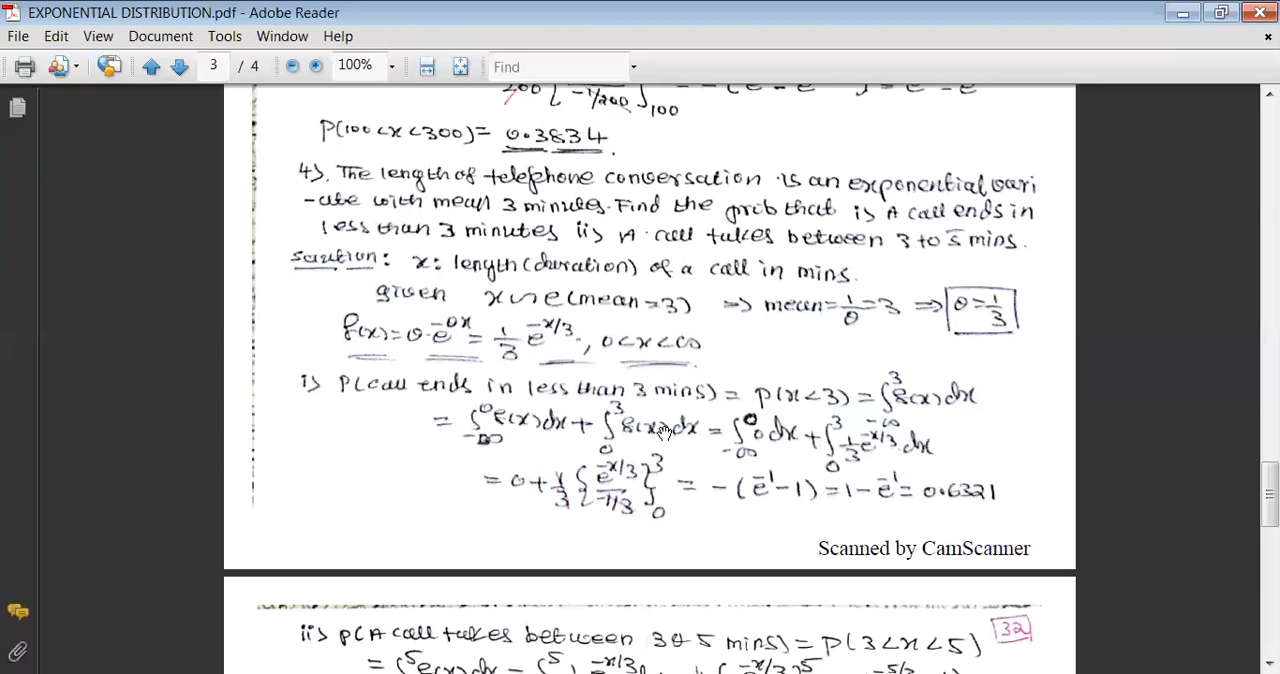 EXPONENTIAL DISTRIBUTION.pdf - Adobe Reader
File Edit View Document Tools Window Help
3 / 4 100% Find
200 [ -1/200 ]100
P(100<x<300)= 0.3834
4). The length of telephone conversation is an exponential vari
-ate with mean 3 minutes. Find the prob that i) A call ends in
less than 3 minutes ii) A call takes between 3 to 5 mins.
Solution: x: length(duration) of a call in mins.
given x~e(mean=3) => mean=1/θ=3 => θ=1/3
f(x)=θ.e^-θx = 1/3 e^-x/3, 0<x<∞
i) P(call ends in less than 3 mins) = P(x<3) = ∫-∞^3 f(x)dx
= ∫-∞^0 f(x)dx + ∫0^3 f(x)dx = ∫-∞^0 0 dx + ∫0^3 1/3 e^-x/3 dx
= 0 + 1/3 [e^-x/3 / -1/3]0^3 = -(e^-1 - 1) = 1 - e^-1 = 0.6321
Scanned by CamScanner
32
ii) P(A call takes between 3 & 5 mins) = P(3<x<5)